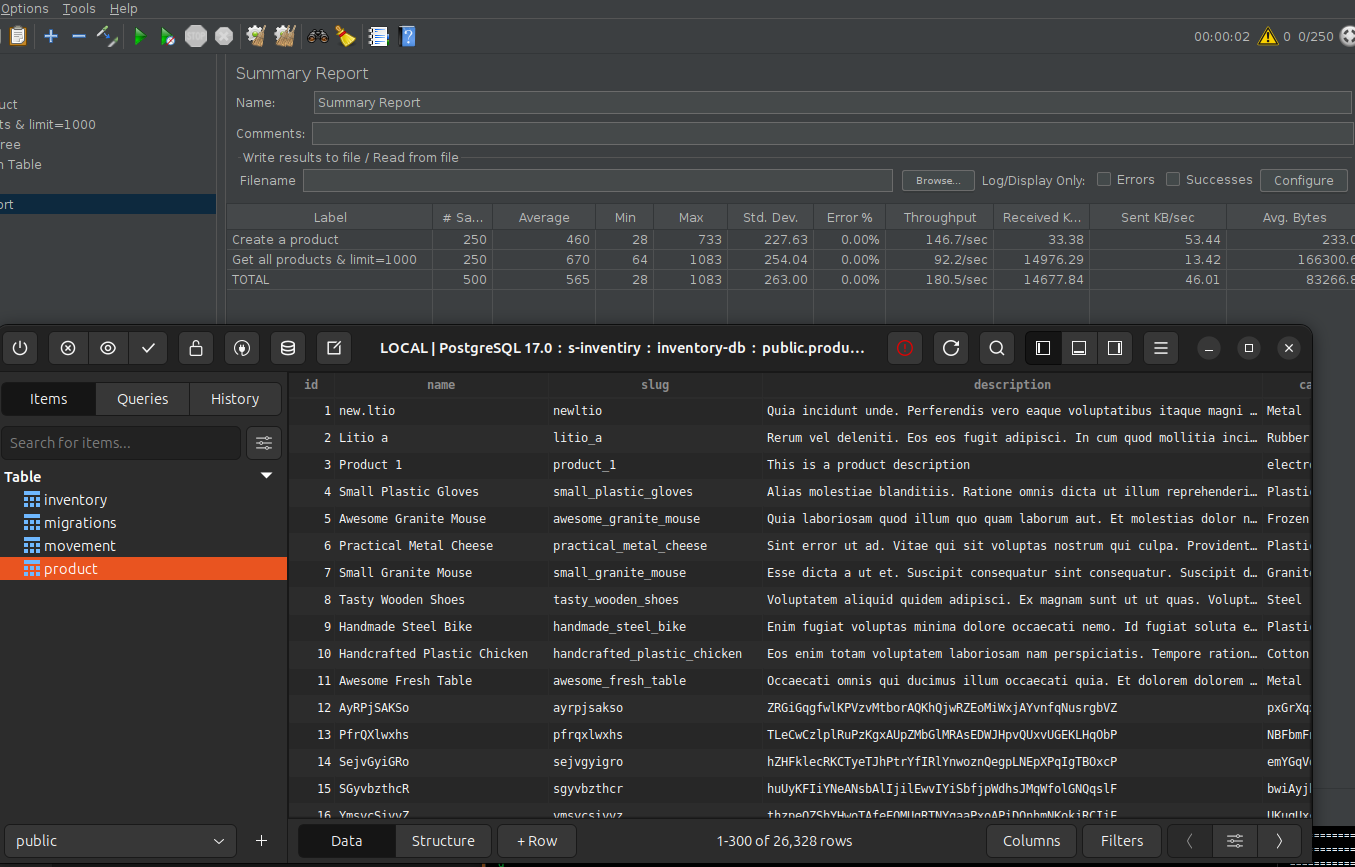 Options Tools Help
00:00:02 0 0/250
uct
ts & limit=1000
ree
n Table
ort
Summary Report
Name: Summary Report
Comments:
Write results to file / Read from file
Filename Browse... Log/Display Only: Errors Successes Configure
Label # Sa... Average Min Max Std. Dev. Error % Throughput Received K... Sent KB/sec Avg. Bytes
Create a product 250 460 28 733 227.63 0.00% 146.7/sec 33.38 53.44 233.0
Get all products & limit=1000 250 670 64 1083 254.04 0.00% 92.2/sec 14976.29 13.42 166300.6
TOTAL 500 565 28 1083 263.00 0.00% 180.5/sec 14677.84 46.01 83266.8
LOCAL | PostgreSQL 17.0 : s-inventiry : inventory-db : public.produ...
Items Queries History
Search for items...
Table
inventory
migrations
movement
product
public
id name slug description ca
1 new.ltio newltio Quia incidunt unde. Perferendis vero eaque voluptatibus itaque magni … Metal
2 Litio a litio_a Rerum vel deleniti. Eos eos fugit adipisci. In cum quod mollitia inci… Rubber
3 Product 1 product_1 This is a product description electr
4 Small Plastic Gloves small_plastic_gloves Alias molestiae blanditiis. Ratione omnis dicta ut illum reprehenderi… Plasti
5 Awesome Granite Mouse awesome_granite_mouse Quia laboriosam quod illum quo quam laborum aut. Et molestias dolor n… Frozen
6 Practical Metal Cheese practical_metal_cheese Sint error ut ad. Vitae qui sit voluptas nostrum qui culpa. Provident… Plasti
7 Small Granite Mouse small_granite_mouse Esse dicta a ut et. Suscipit consequatur sint consequatur. Suscipit d… Granit
8 Tasty Wooden Shoes tasty_wooden_shoes Voluptatem aliquid quidem adipisci. Ex magnam sunt ut ut quas. Volupt… Steel
9 Handmade Steel Bike handmade_steel_bike Enim fugiat voluptas minima dolore occaecati nemo. Id fugiat soluta e… Plasti
10 Handcrafted Plastic Chicken handcrafted_plastic_chicken Eos enim totam voluptatem laboriosam nam perspiciatis. Tempore ration… Cotton
11 Awesome Fresh Table awesome_fresh_table Occaecati omnis qui ducimus illum occaecati quia. Et dolorem dolorem … Metal
12 AyRPjSAKSo ayrpjsakso ZRGiGqgfwlKPVzvMtborAQKhQjwRZEoMiWxjAYvnfqNusrgbVZ pxGrXq
13 PfrQXlwxhs pfrqxlwxhs TLeCwCzlplRuPzKgxAUpZMbGlMRAsEDWJHpvQUxvUGEKLHqObP NBFbmF
14 SejvGyiGRo sejvgyigro hZHFklecRKCTyeTJhPtrYfIRlYnwoznQegpLNEpXPqIgTBOxcP emYGqV
15 SGyvbzthcR sgyvbzthcr huUyKFIiYNeANsbAlIjilEwvIYiSbfjpWdhsJMqWfolGNQqslF bwiAyj
16
Data Structure + Row 1-300 of 26,328 rows Columns Filters